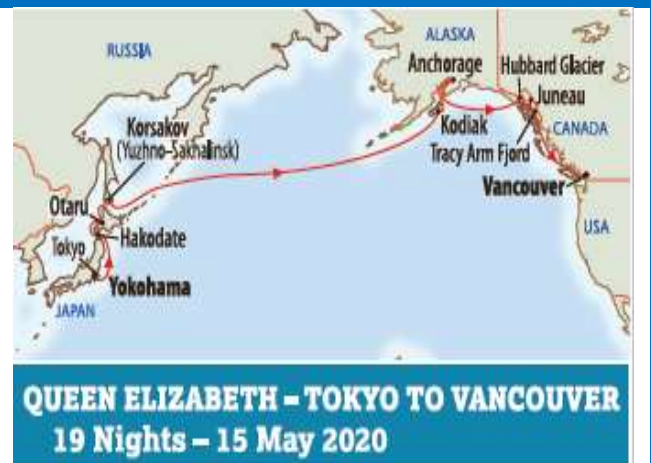 RUSSIA
ALASKA
Anchorage
Hubbard Glacier
Juneau
Korsakov
(Yuzhno-Sakhalinsk)
Kodiak
CANADA
Tracy Arm Fjord
Vancouver
Otaru
Hakodate
USA
Tokyo
Yokohama
JAPAN
QUEEN ELIZABETH – TOKYO TO VANCOUVER
19 Nights – 15 May 2020